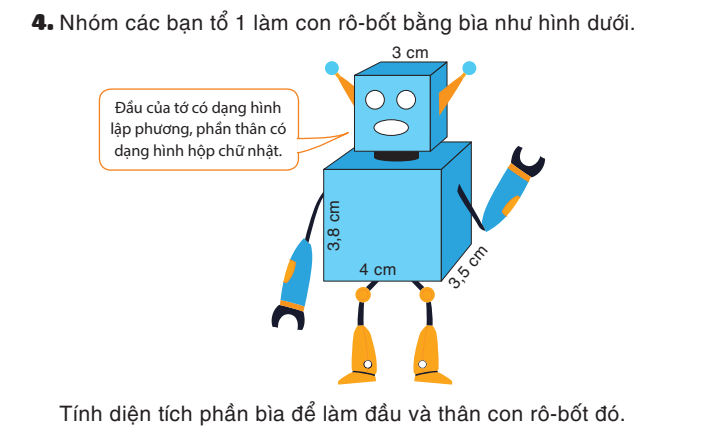 4. Nhóm các bạn tổ 1 làm con rô-bốt bằng bìa như hình dưới.
3 cm
Đầu của tớ có dạng hình
lập phương, phần thân có
dạng hình hộp chữ nhật.
3,8 cm
4 cm
3,5 cm
Tính diện tích phần bìa để làm đầu và thân con rô-bốt đó.